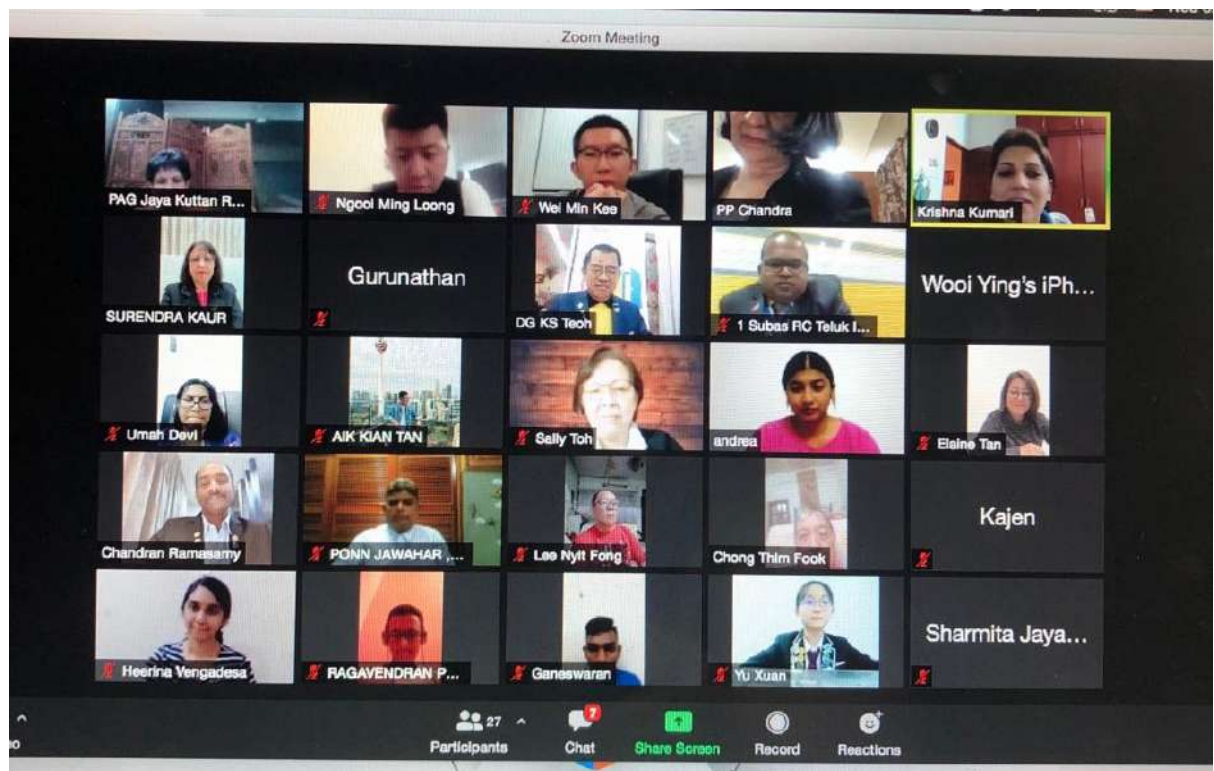 Zoom Meeting
PAG Jaya Kuttan R...
Ngooi Ming Loong
Wei Min Kee
PP Chandra
Krishna Kumari
SURENDRA KAUR
Gurunathan
DG KS Teoh
1 Subas RC Teluk I...
Wooi Ying's iPh...
Umah Devi
AIK KIAN TAN
Sally Toh
andrea
Elaine Tan
Chandran Ramasamy
PONN JAWAHAR ,...
Lee Nyit Fong
Chong Thim Fook
Kajen
Heerina Vengadesa
RAGAVENDRAN P...
Ganeswaran
Yu Xuan
Sharmita Jaya...
27
7
Participants
Chat
Share Screen
Record
Reactions